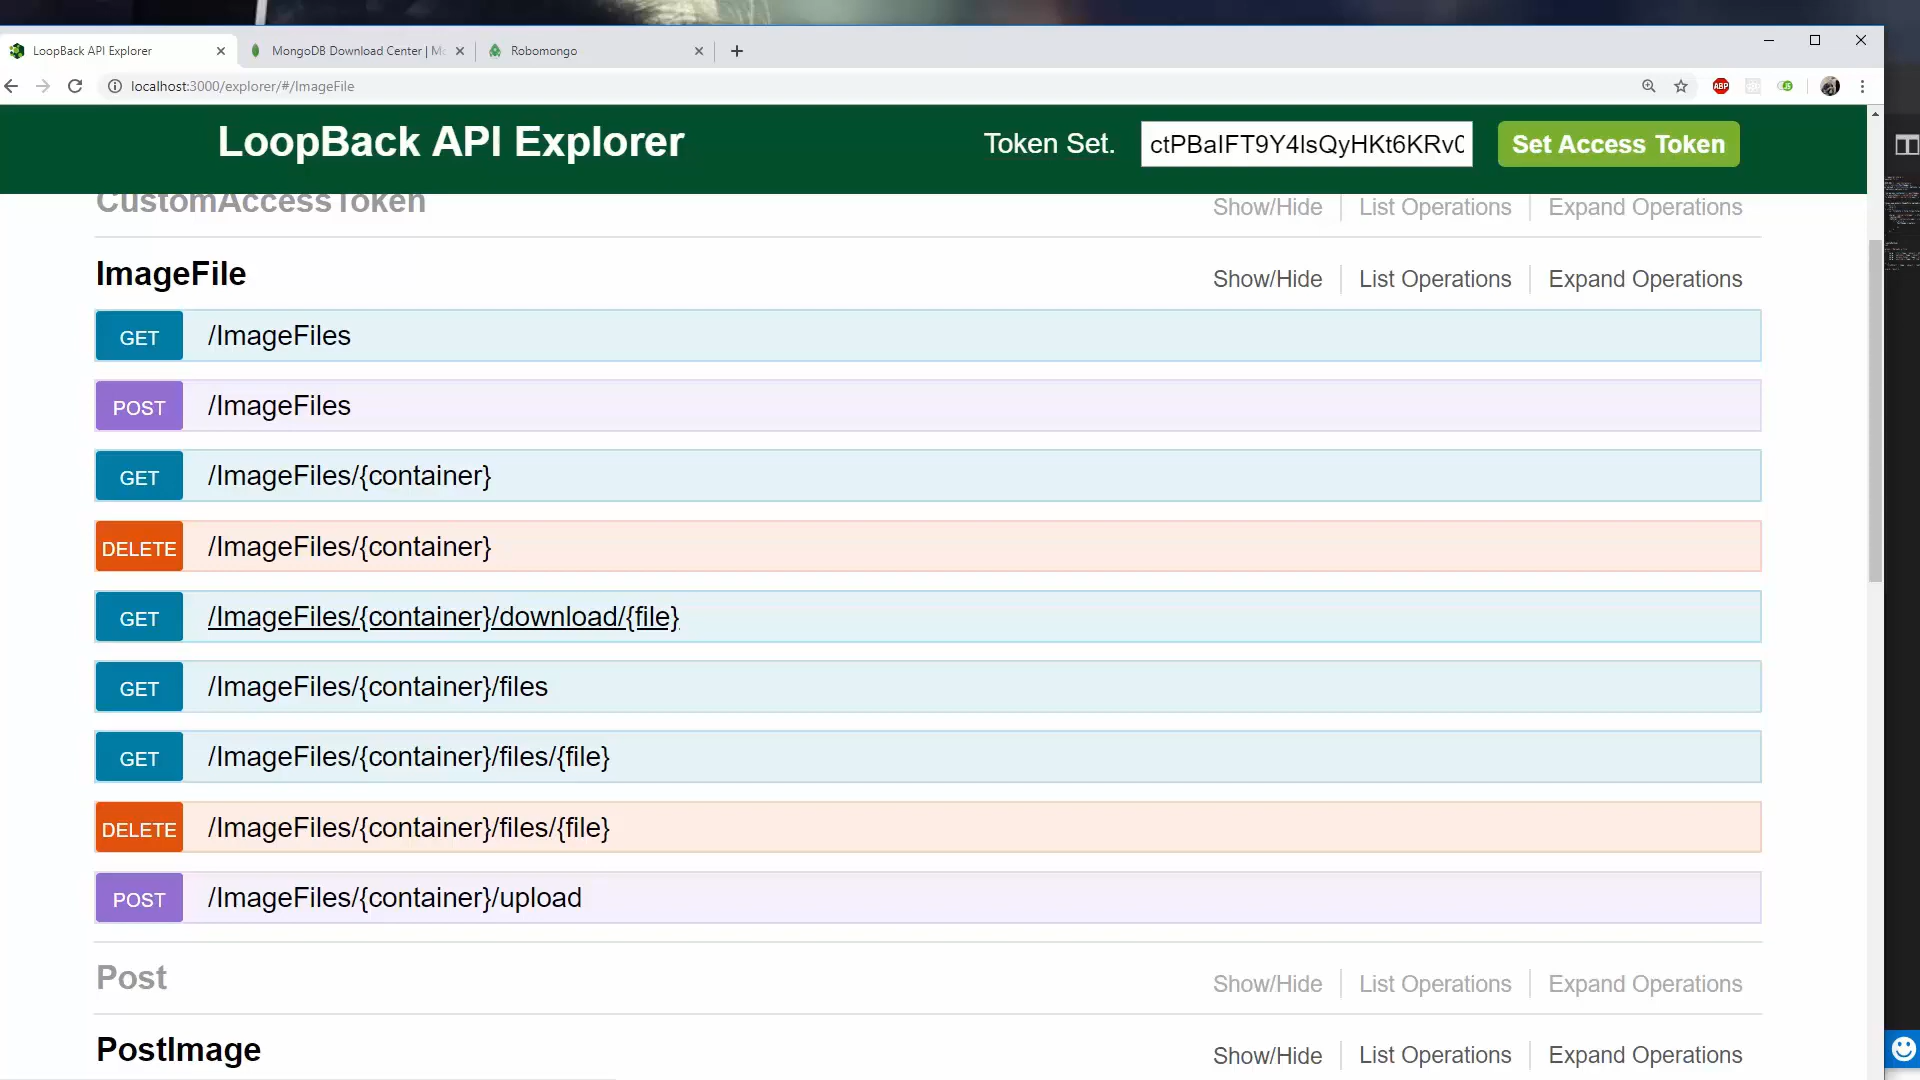 LoopBack API Explorer
MongoDB Download Center | Mo
Robomongo
localhost:3000/explorer/#/ImageFile
ABP
LoopBack API Explorer
Token Set.
Set Access Token
CustomAccessToken
Show/Hide
List Operations
Expand Operations
ImageFile
Show/Hide
List Operations
Expand Operations
GET /ImageFiles
POST /ImageFiles
GET /ImageFiles/{container}
DELETE /ImageFiles/{container}
GET /ImageFiles/{container}/download/{file}
GET /ImageFiles/{container}/files
GET /ImageFiles/{container}/files/{file}
DELETE /ImageFiles/{container}/files/{file}
POST /ImageFiles/{container}/upload
Post
Show/Hide
List Operations
Expand Operations
PostImage
Show/Hide
List Operations
Expand Operations